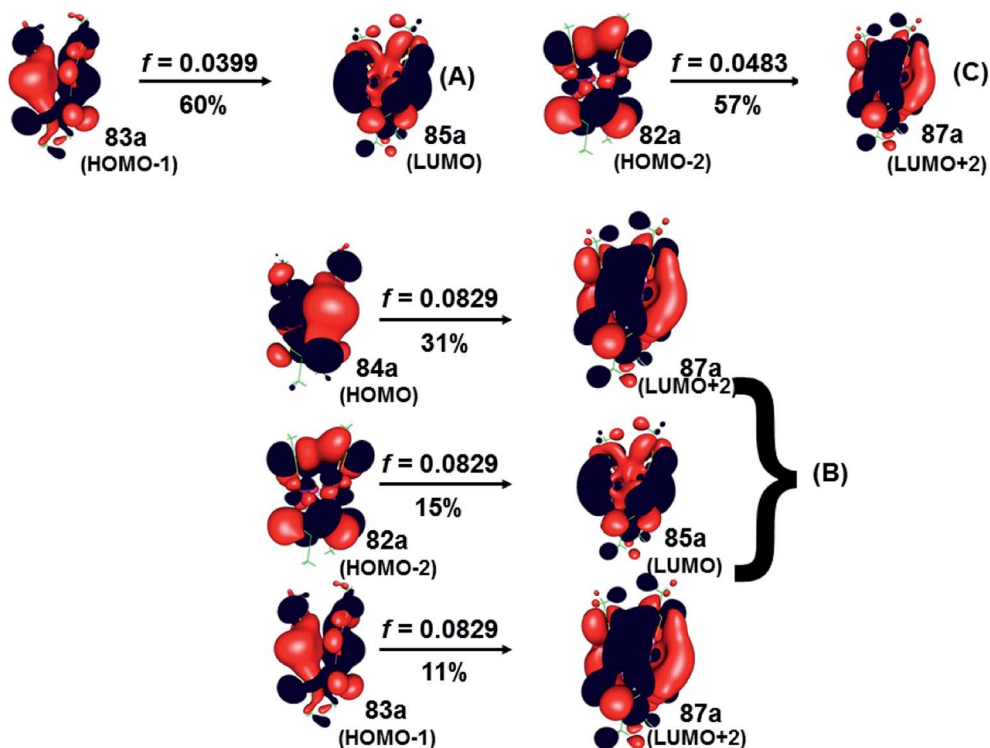 f = 0.0399
60%
83a
(HOMO-1)
85a
(LUMO)
(A)
f = 0.0483
57%
82a
(HOMO-2)
87a
(LUMO+2)
(C)
f = 0.0829
31%
84a
(HOMO)
87a
(LUMO+2)
f = 0.0829
15%
82a
(HOMO-2)
85a
(LUMO)
(B)
f = 0.0829
11%
83a
(HOMO-1)
87a
(LUMO+2)